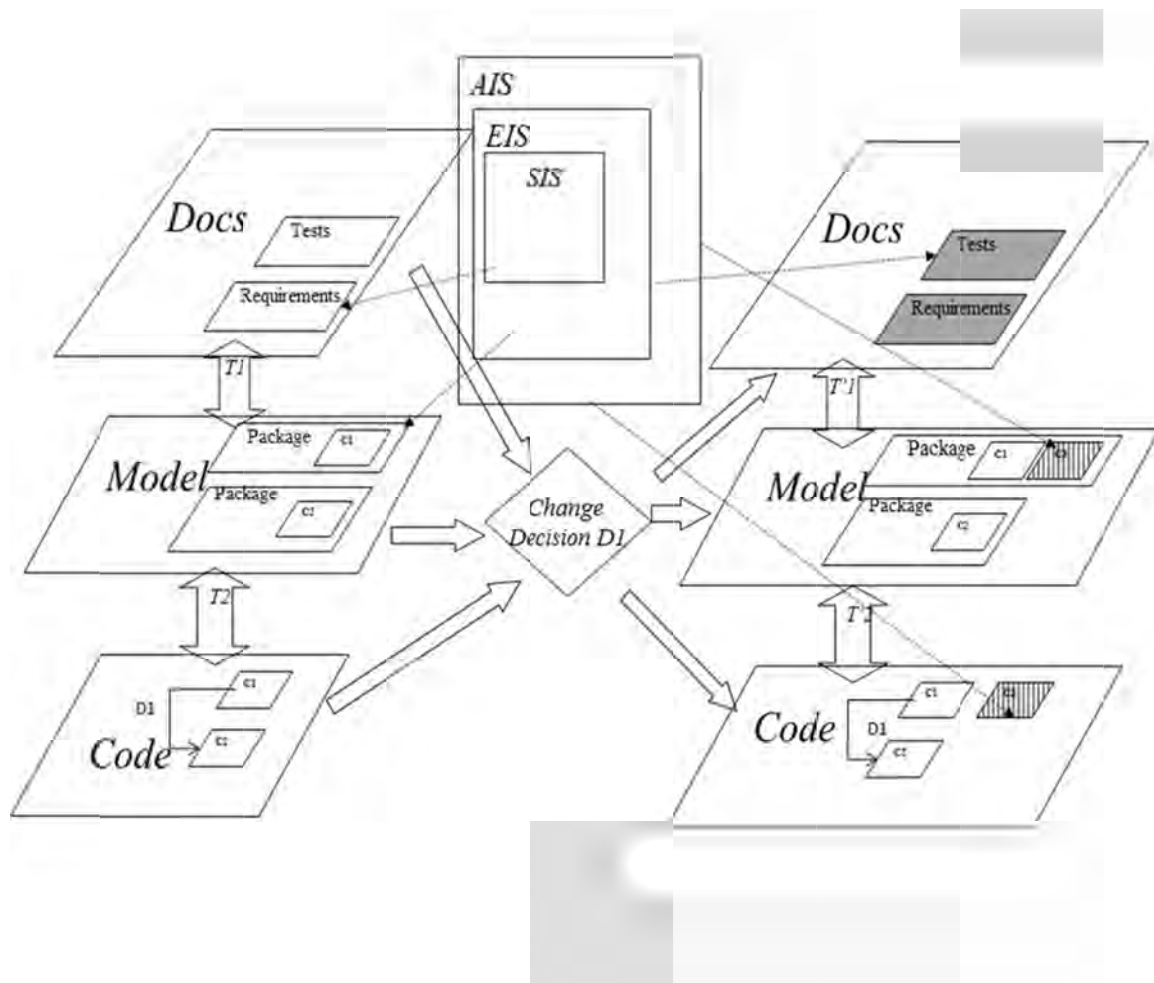 AIS
EIS
SIS
Docs
Tests
Requirements
T1
Model
Package
c1
Package
c2
T2
Code
c1
D1
c2
Change
Decision D1
Docs
Tests
Requirements
T'1
Model
Package
c1
Package
c2
T'2
Code
c1
D1
c2